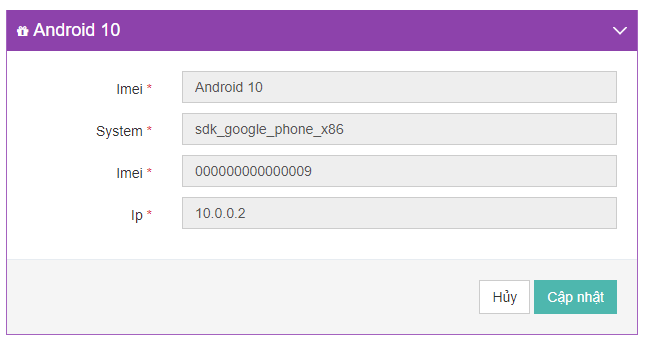 Android 10
Imei * Android 10
System * sdk_google_phone_x86
Imei * 000000000000009
Ip * 10.0.0.2
Hủy Cập nhật